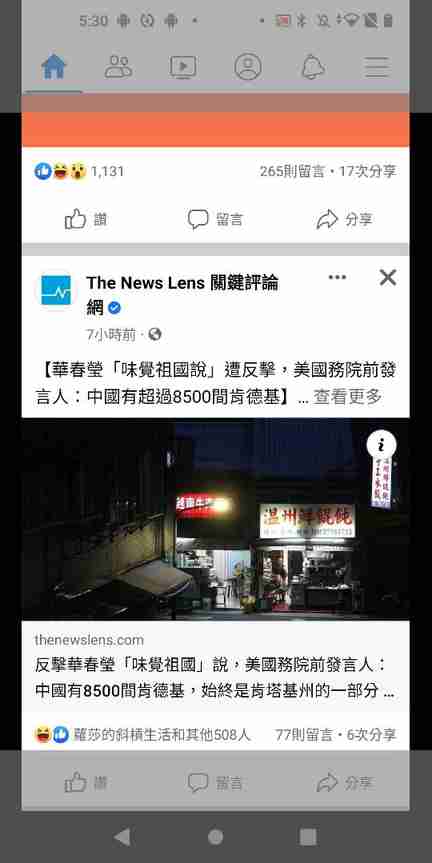 5:30
1,131
265則留言・17次分享
讚
留言
分享
The News Lens 關鍵評論
網
7小時前・
【華春瑩「味覺祖國說」遭反擊，美國務院前發
言人：中國有超過8500間肯德基】... 查看更多
温州鮮餛飩
thenewslens.com
反擊華春瑩「味覺祖國」說，美國務院前發言人：
中國有8500間肯德基，始終是肯塔基州的一部分 ...
蘿莎的斜槓生活和其他508人
77則留言・6次分享
讚
留言
分享